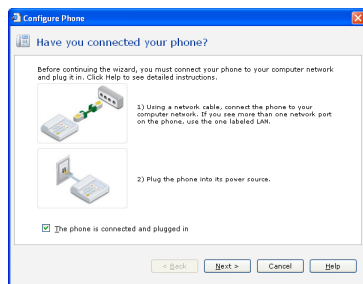 Configure Phone
Have you connected your phone?
Before continuing the wizard, you must connect your phone to your computer network
and plug it in. Click Help to see detailed instructions.
1) Using a network cable, connect the phone to your
computer network. If you see more than one network port
on the phone, use the one labeled LAN.
2) Plug the phone into its power source.
The phone is connected and plugged in
< Back Next > Cancel Help